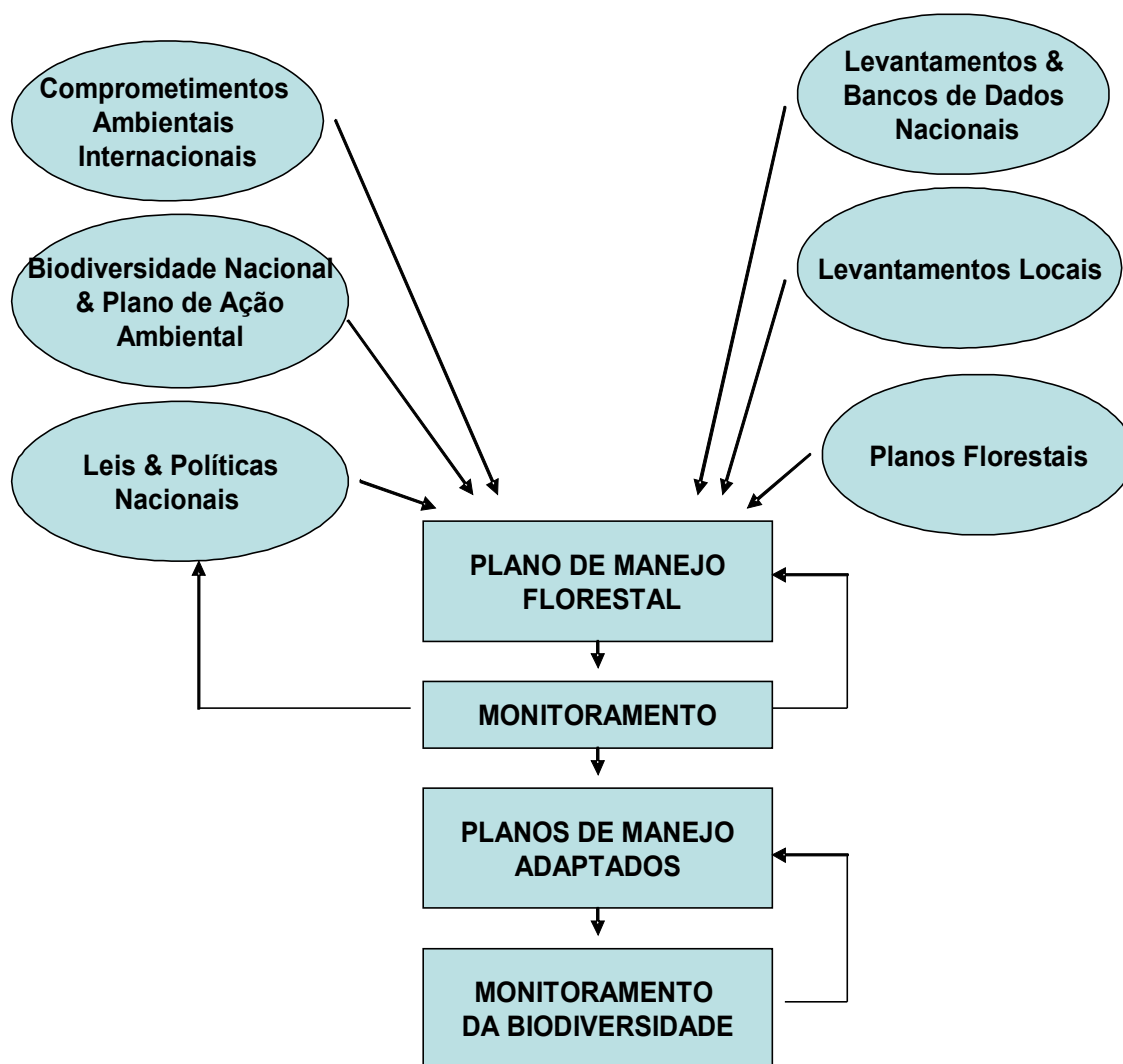 Comprometimentos
Ambientais
Internacionais
Biodiversidade Nacional
& Plano de Ação
Ambiental
Leis & Políticas
Nacionais
Levantamentos &
Bancos de Dados
Nacionais
Levantamentos Locais
Planos Florestais
PLANO DE MANEJO
FLORESTAL
MONITORAMENTO
PLANOS DE MANEJO
ADAPTADOS
MONITORAMENTO
DA BIODIVERSIDADE